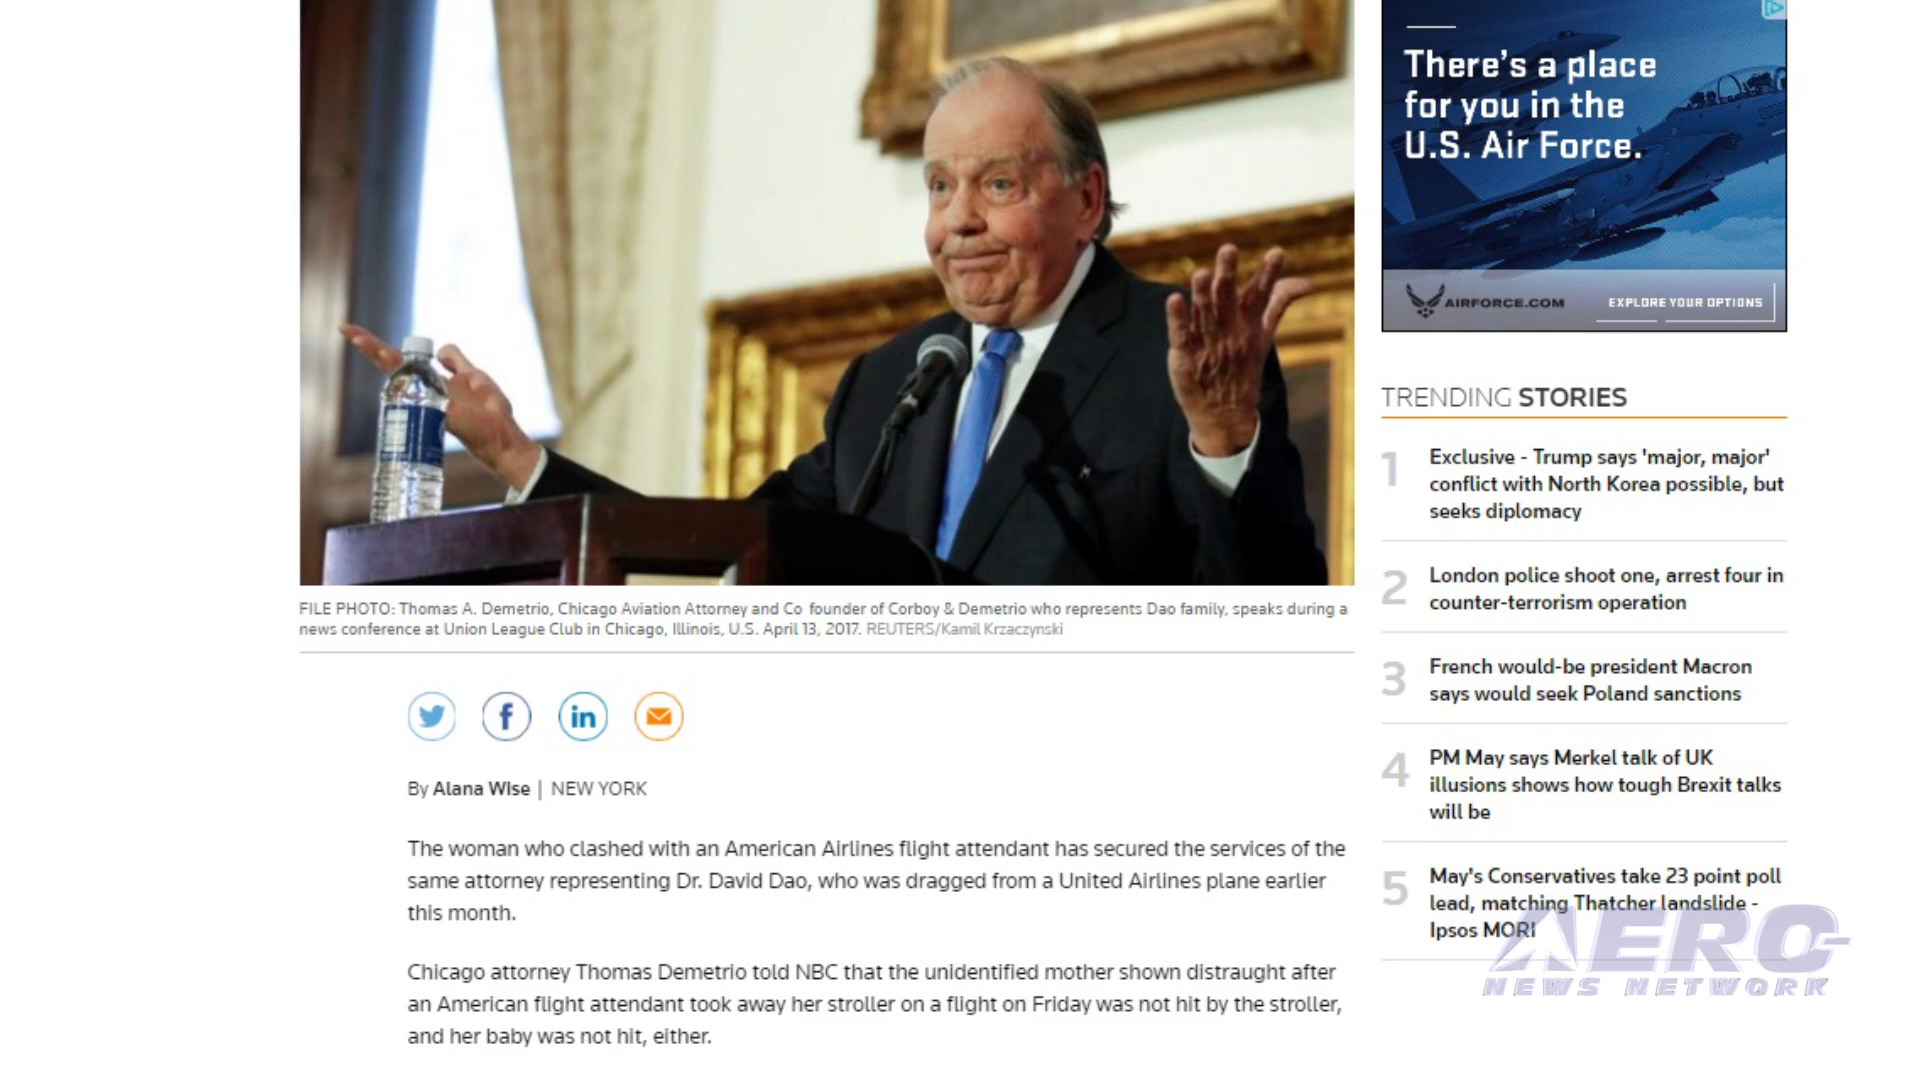 There's a place
for you in the
U.S. Air Force.
AIRFORCE.COM
EXPLORE YOUR OPTIONS
FILE PHOTO: Thomas A. Demetrio, Chicago Aviation Attorney and Co founder of Corboy & Demetrio who represents Dao family, speaks during a
news conference at Union League Club in Chicago, Illinois, U.S. April 13, 2017. REUTERS/Kamil Krzaczynski
By Alana Wise | NEW YORK
The woman who clashed with an American Airlines flight attendant has secured the services of the
same attorney representing Dr. David Dao, who was dragged from a United Airlines plane earlier
this month.
Chicago attorney Thomas Demetrio told NBC that the unidentified mother shown distraught after
an American flight attendant took away her stroller on a flight on Friday was not hit by the stroller,
and her baby was not hit, either.
TRENDING STORIES
1 Exclusive - Trump says 'major, major'
conflict with North Korea possible, but
seeks diplomacy
2 London police shoot one, arrest four in
counter-terrorism operation
3 French would-be president Macron
says would seek Poland sanctions
4 PM May says Merkel talk of UK
illusions shows how tough Brexit talks
will be
5 May's Conservatives take 23 point poll
lead, matching Thatcher landslide -
Ipsos MORI
AERO-
NEWS NETWORK